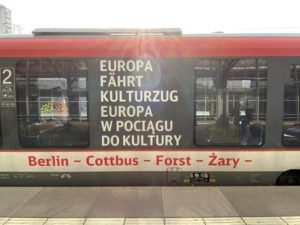 2
EUROPA
FÄHRT
KULTURZUG
EUROPA
W POCIĄGU
DO KULTURY
Berlin – Cottbus – Forst – Żary –